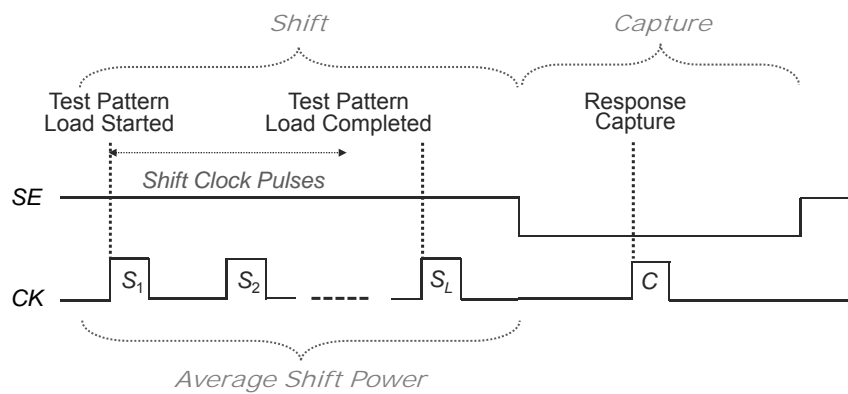 Shift
Capture
Test Pattern
Load Started
Test Pattern
Load Completed
Response
Capture
Shift Clock Pulses
SE
S1
S2
SL
C
CK
Average Shift Power